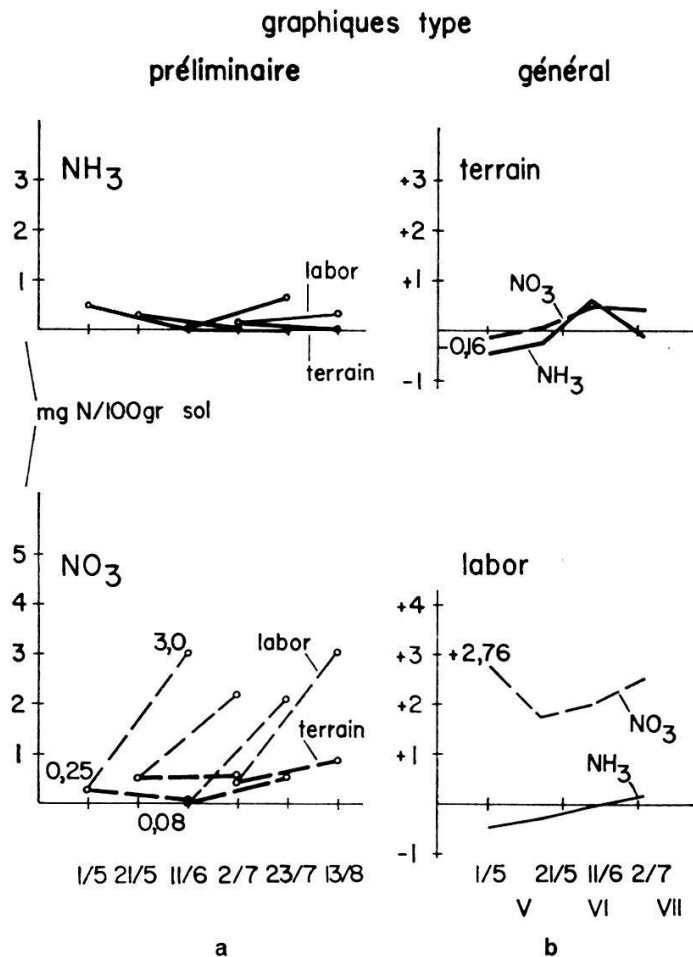 graphiques type
préliminaire
général
NH3
3
2
1
labor
terrain
terrain
+3
+2
+1
NO3
-0,16
NH3
-1
mg N/100gr sol
NO3
5
4
3
2
1
3,0
labor
terrain
0,25
0,08
1/5 21/5 11/6 2/7 23/7 13/8
a
labor
+4
+3
+2,76
+2
NO3
+1
NH3
-1
1/5 21/5 11/6 2/7
V VI VII
b